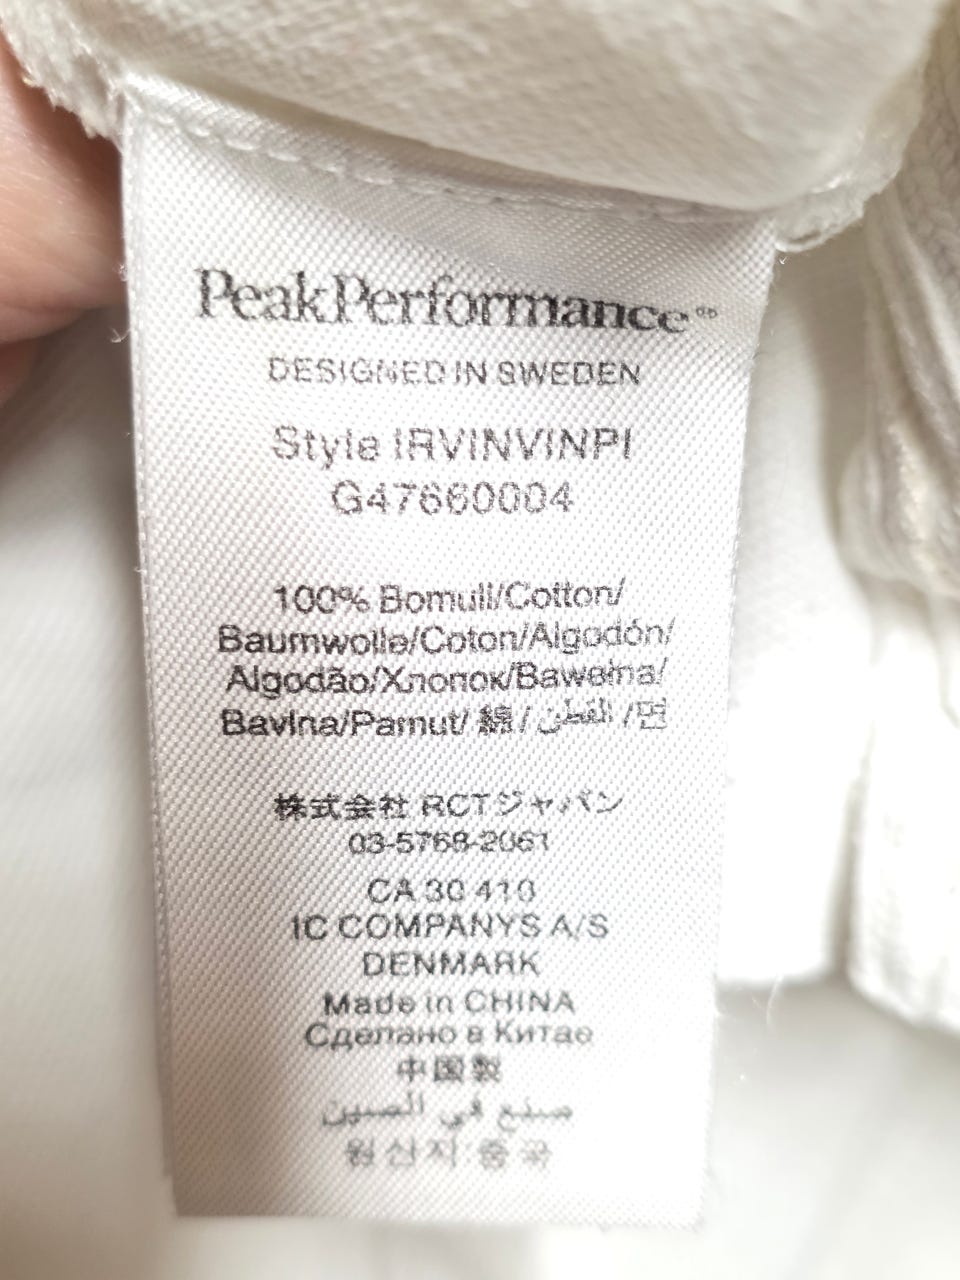 PeakPerformance
DESIGNED IN SWEDEN
Style IRVINVINPI
G47660004
100% Bomull/Cotton/
Baumwolle/Coton/Algodón/
Algodão/Хлопок/Bawełna/
Bavlna/Pamut/ 綿 / القطن / 면
株式会社 RCTジャパン
03-5768-2061
CA 30 410
IC COMPANYS A/S
DENMARK
Made in CHINA
Сделано в Китае
中国製
صنع في الصين
원산지:중국